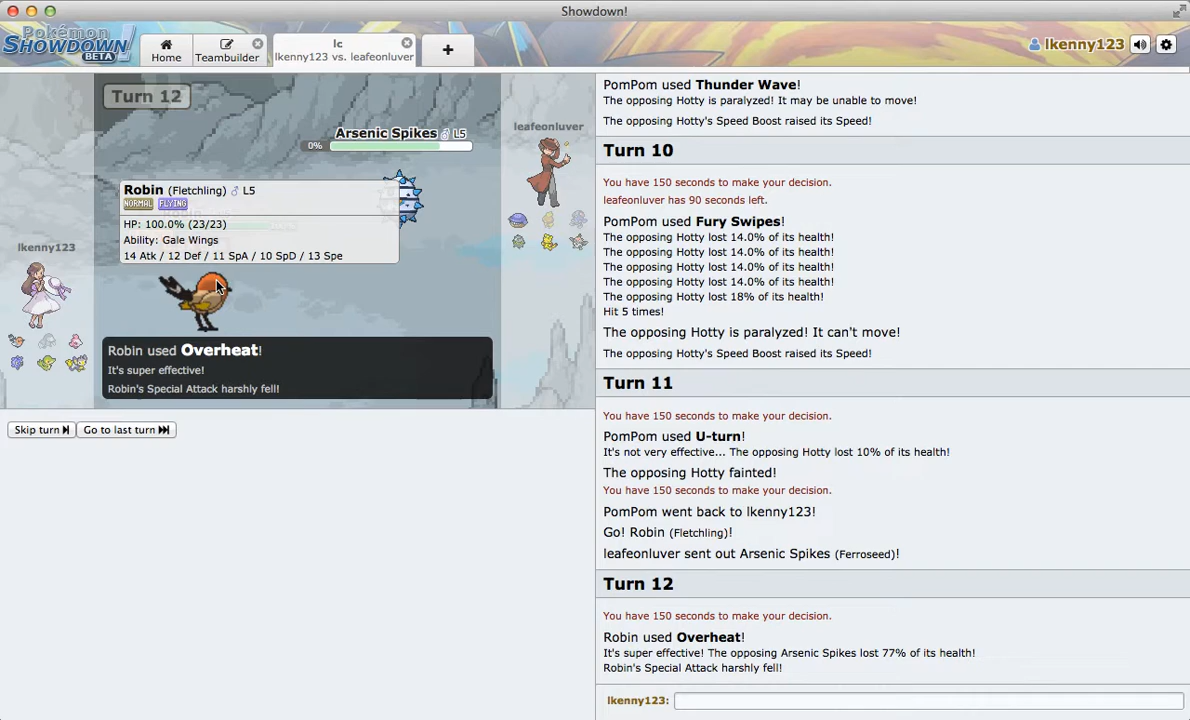 Showdown!
Pokémon
SHOWDOWN!
BETA
Home
Teambuilder
lc
lkenny123 vs. leafeonluver
+
lkenny123
Turn 12
Arsenic Spikes ♂ L5
0%
leafeonluver
Robin (Fletchling) ♂ L5
NORMAL FLYING
HP: 100.0% (23/23)
Ability: Gale Wings
14 Atk / 12 Def / 11 SpA / 10 SpD / 13 Spe
lkenny123
Robin used Overheat!
It's super effective!
Robin's Special Attack harshly fell!
Skip turn
Go to last turn
PomPom used Thunder Wave!
The opposing Hotty is paralyzed! It may be unable to move!
The opposing Hotty's Speed Boost raised its Speed!
Turn 10
You have 150 seconds to make your decision.
leafeonluver has 90 seconds left.
PomPom used Fury Swipes!
The opposing Hotty lost 14.0% of its health!
The opposing Hotty lost 14.0% of its health!
The opposing Hotty lost 14.0% of its health!
The opposing Hotty lost 14.0% of its health!
The opposing Hotty lost 18% of its health!
Hit 5 times!
The opposing Hotty is paralyzed! It can't move!
The opposing Hotty's Speed Boost raised its Speed!
Turn 11
You have 150 seconds to make your decision.
PomPom used U-turn!
It's not very effective... The opposing Hotty lost 10% of its health!
The opposing Hotty fainted!
You have 150 seconds to make your decision.
PomPom went back to lkenny123!
Go! Robin (Fletchling)!
leafeonluver sent out Arsenic Spikes (Ferroseed)!
Turn 12
You have 150 seconds to make your decision.
Robin used Overheat!
It's super effective! The opposing Arsenic Spikes lost 77% of its health!
Robin's Special Attack harshly fell!
lkenny123: